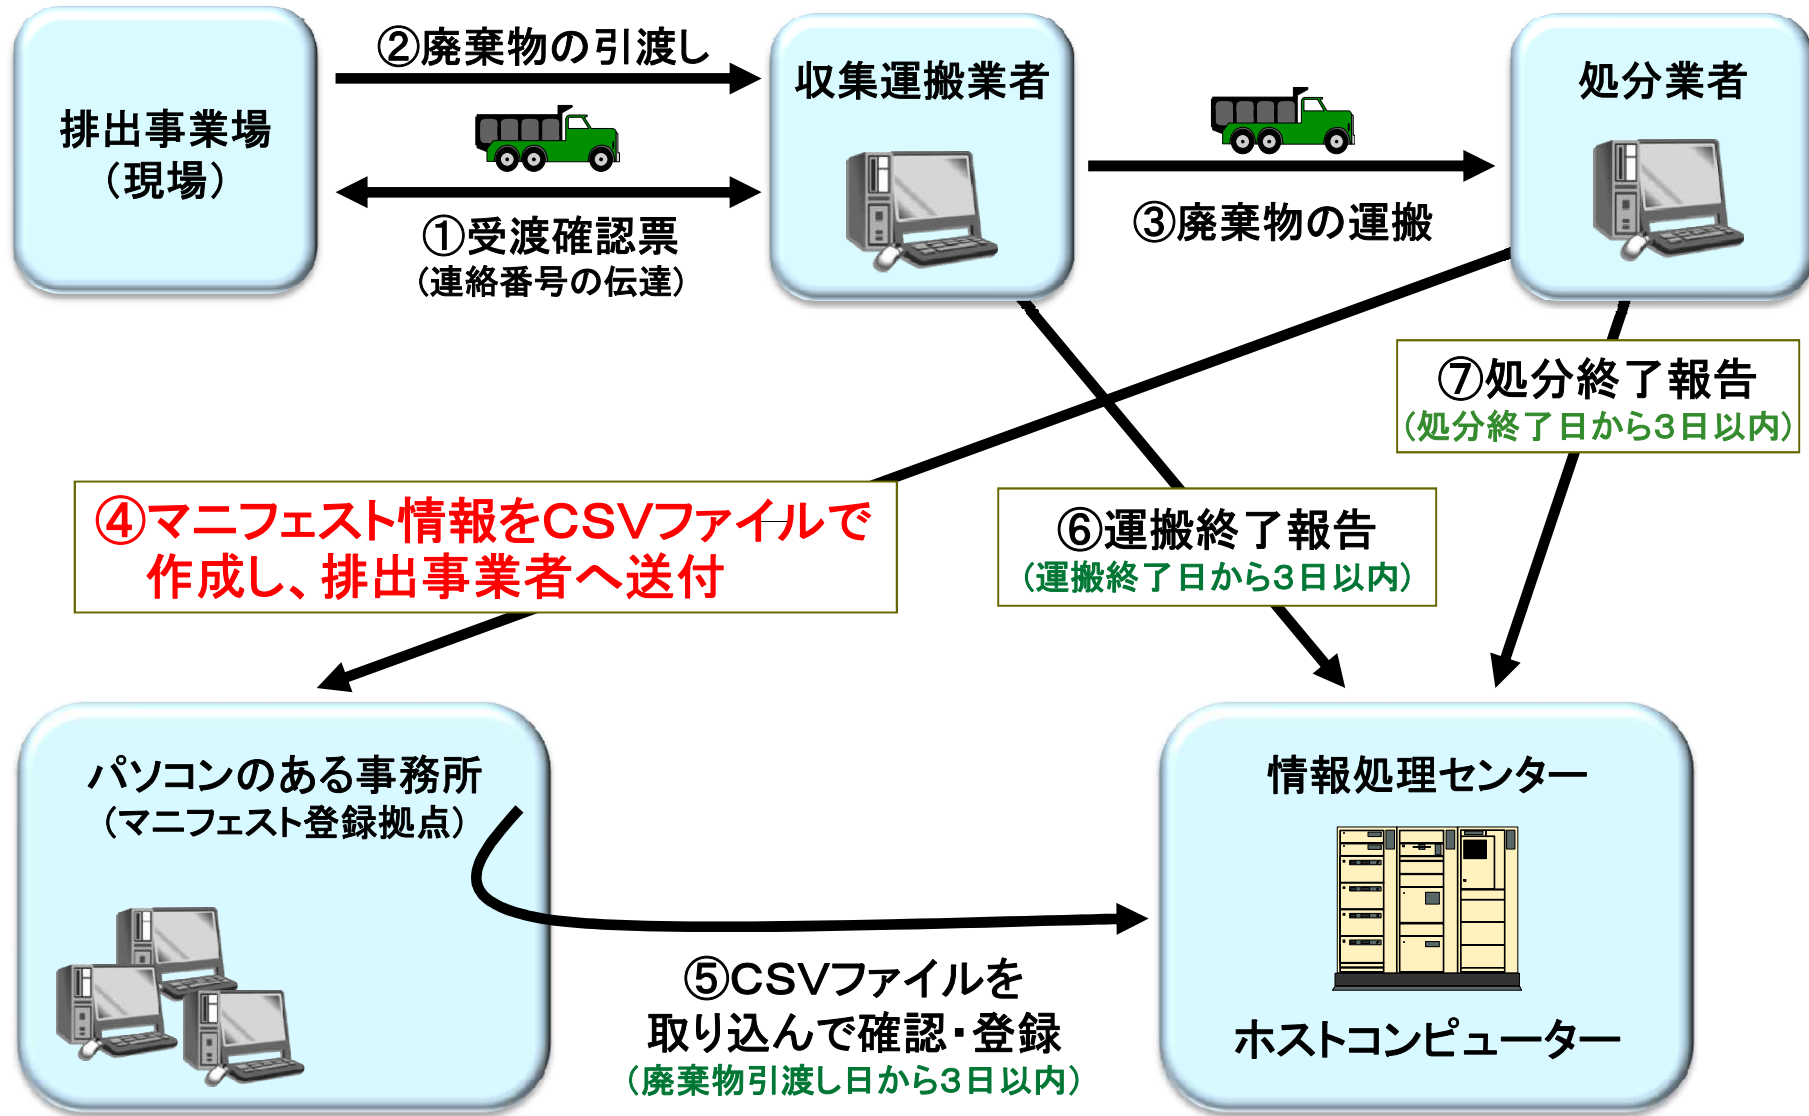 排出事業場
(現場)
②廃棄物の引渡し
①受渡確認票
(連絡番号の伝達)
収集運搬業者
③廃棄物の運搬
処分業者
⑦処分終了報告
(処分終了日から3日以内)
④マニフェスト情報をCSVファイルで
作成し、排出事業者へ送付
⑥運搬終了報告
(運搬終了日から3日以内)
パソコンのある事務所
(マニフェスト登録拠点)
⑤CSVファイルを
取り込んで確認・登録
(廃棄物引渡し日から3日以内)
情報処理センター
ホストコンピューター